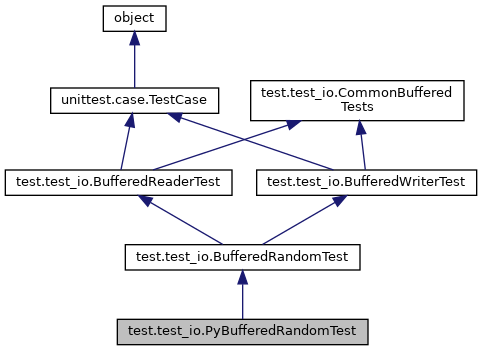 object
unittest.case.TestCase
test.test_io.CommonBuffered
Tests
test.test_io.BufferedReaderTest
test.test_io.BufferedWriterTest
test.test_io.BufferedRandomTest
test.test_io.PyBufferedRandomTest